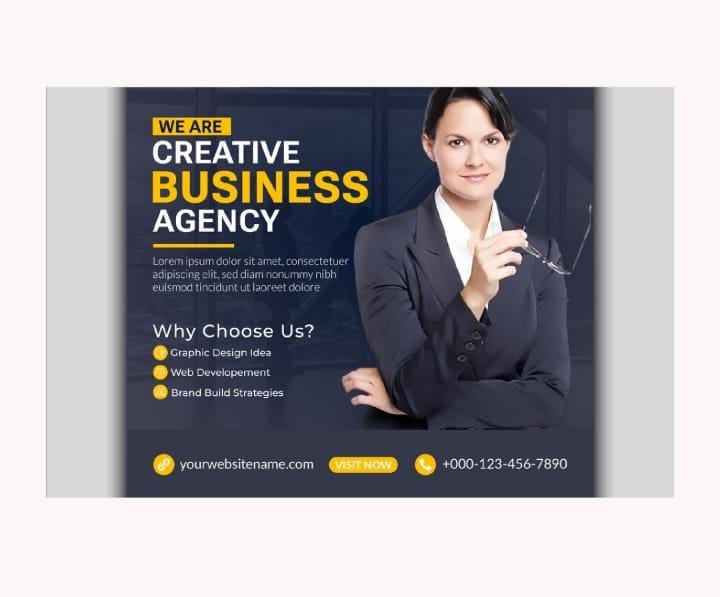 WE ARE
CREATIVE
BUSINESS
AGENCY
Lorem ipsum dolor sit amet, consectetuer
adipiscing elit, sed diam nonummy nibh
euismod tincidunt ut laoreet dolore
Why Choose Us?
Graphic Design Idea
Web Developement
Brand Build Strategies
yourwebsitename.com
VISIT NOW
+000-123-456-7890